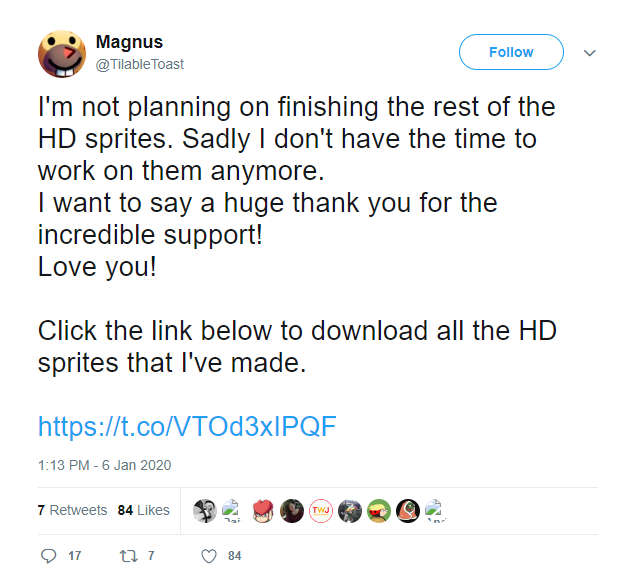 Magnus
@TilableToast
Follow
I'm not planning on finishing the rest of the
HD sprites. Sadly I don't have the time to
work on them anymore.
I want to say a huge thank you for the
incredible support!
Love you!
Click the link below to download all the HD
sprites that I've made.
https://t.co/VTOd3xIPQF
1:13 PM - 6 Jan 2020
7 Retweets 84 Likes
TWJ
17 7 84